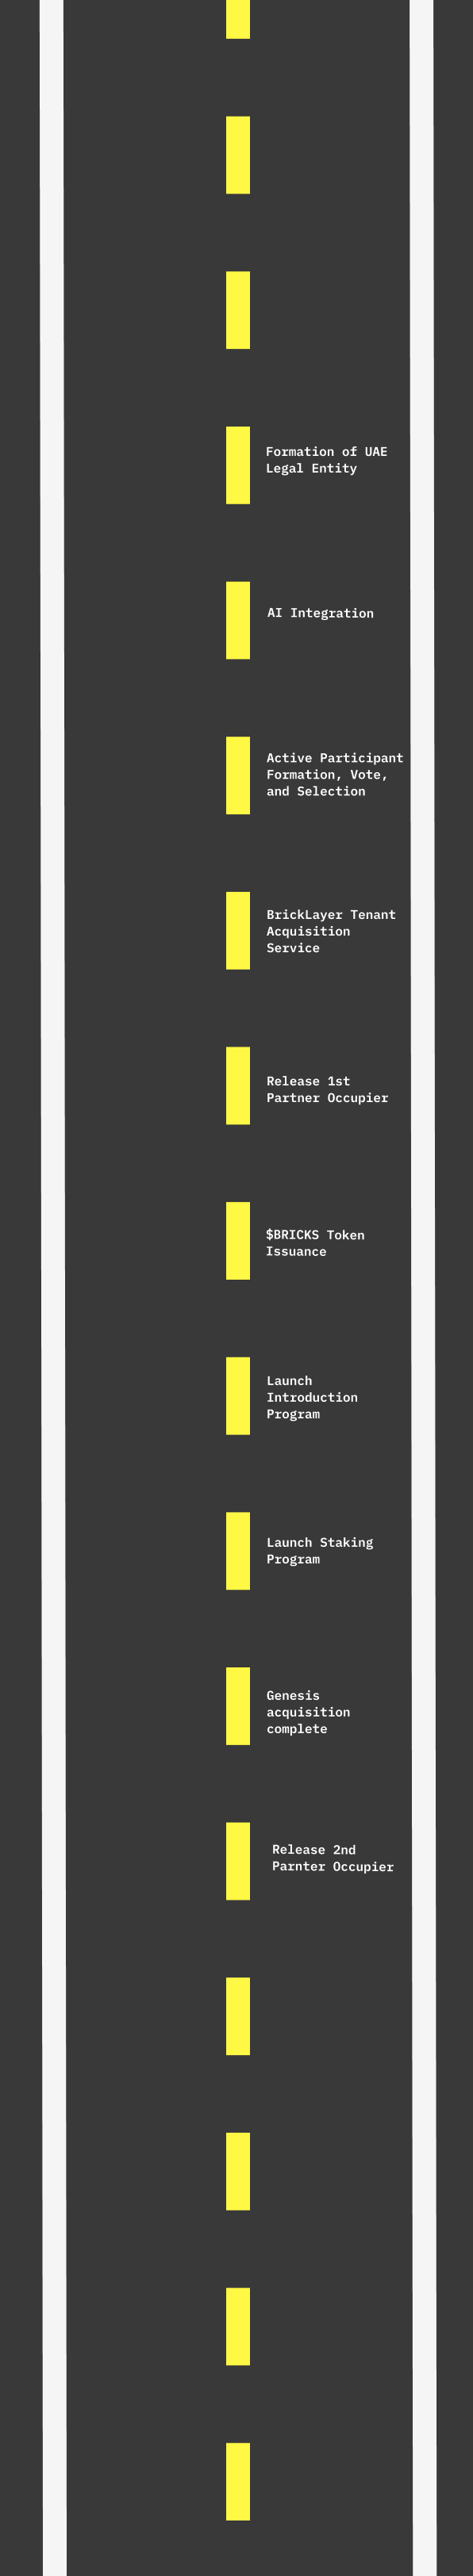 Formation of UAE
Legal Entity
AI Integration
Active Participant
Formation, Vote,
and Selection
BrickLayer Tenant
Acquisition
Service
Release 1st
Partner Occupier
$BRICKS Token
Issuance
Launch
Introduction
Program
Launch Staking
Program
Genesis
acquisition
complete
Release 2nd
Parnter Occupier